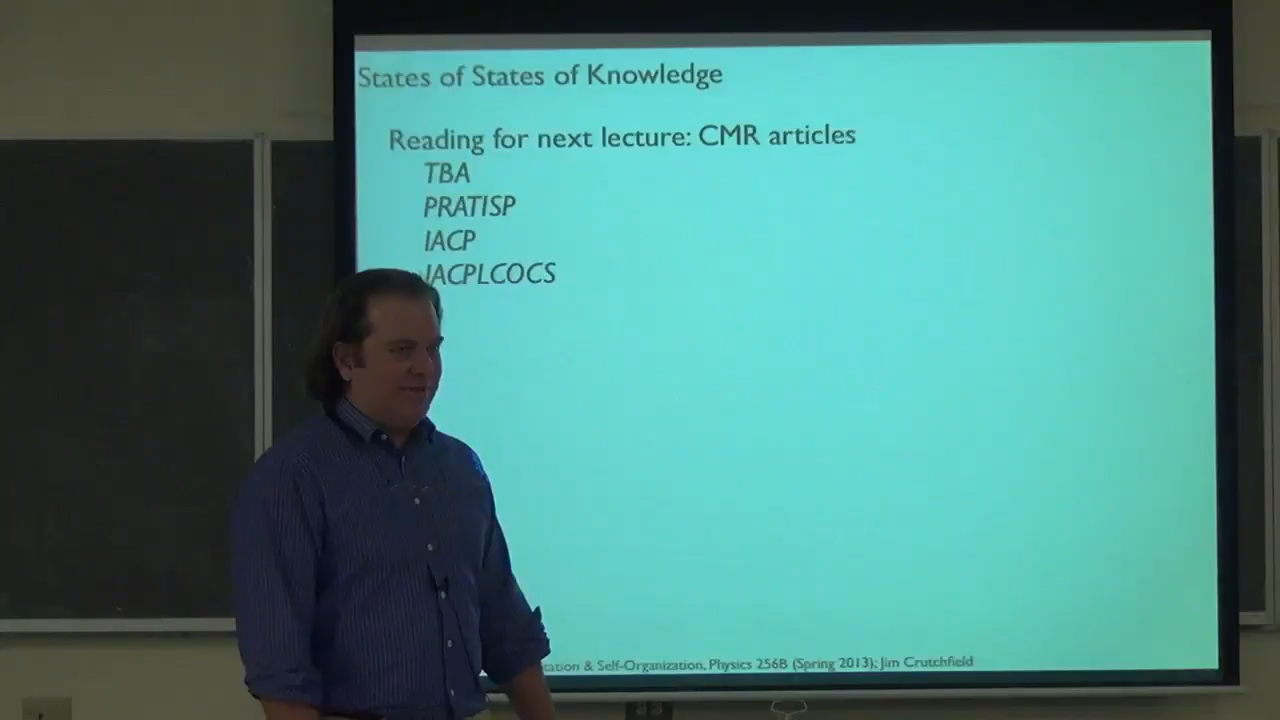 States of States of Knowledge
Reading for next lecture: CMR articles
TBA
PRATISP
IACP
IACPLCOCS
& Self-Organization, Physics 256B (Spring 2013); Jim Crutchfield